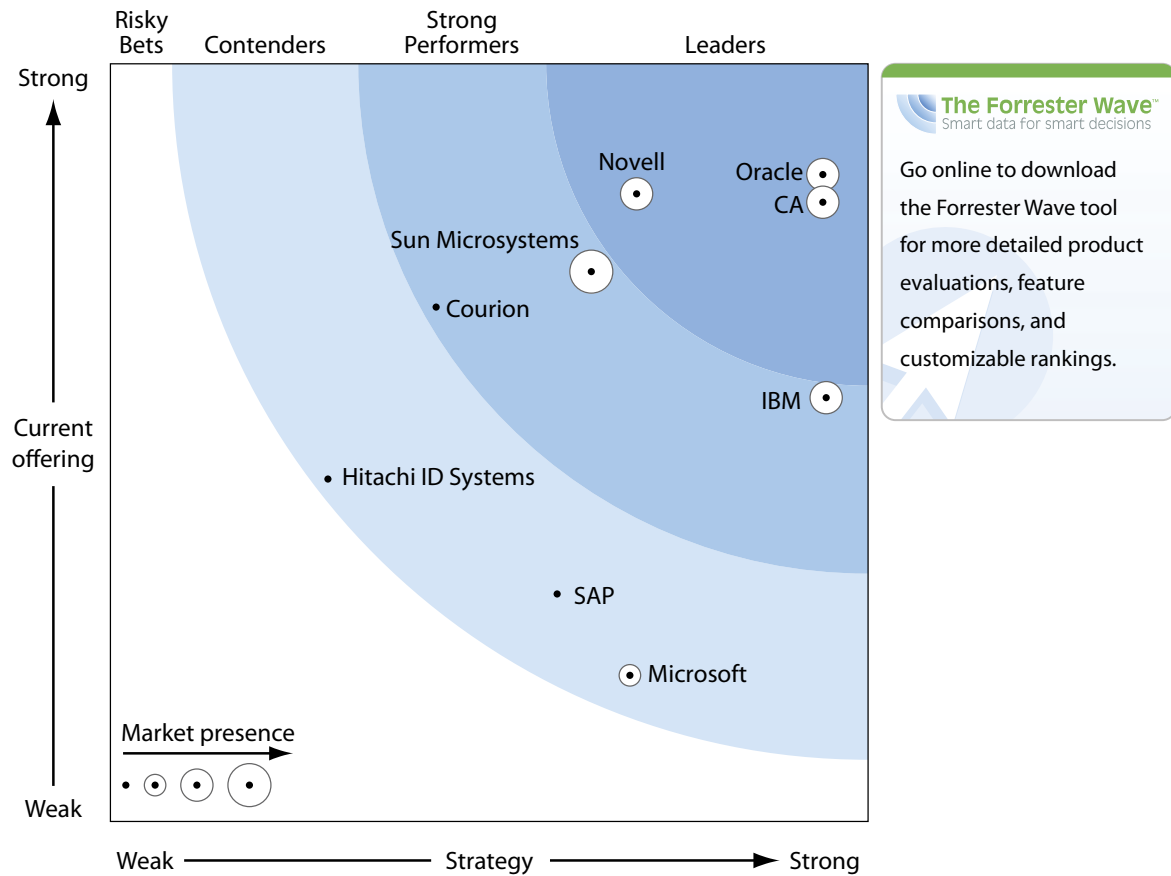 Risky
Bets
Contenders
Strong
Performers
Leaders
Strong
The Forrester Wave™
Smart data for smart decisions
Go online to download
the Forrester Wave tool
for more detailed product
evaluations, feature
comparisons, and
customizable rankings.
Novell
Oracle
CA
Sun Microsystems
Courion
IBM
Current
offering
Hitachi ID Systems
SAP
Microsoft
Market presence
Weak
Weak
Strategy
Strong